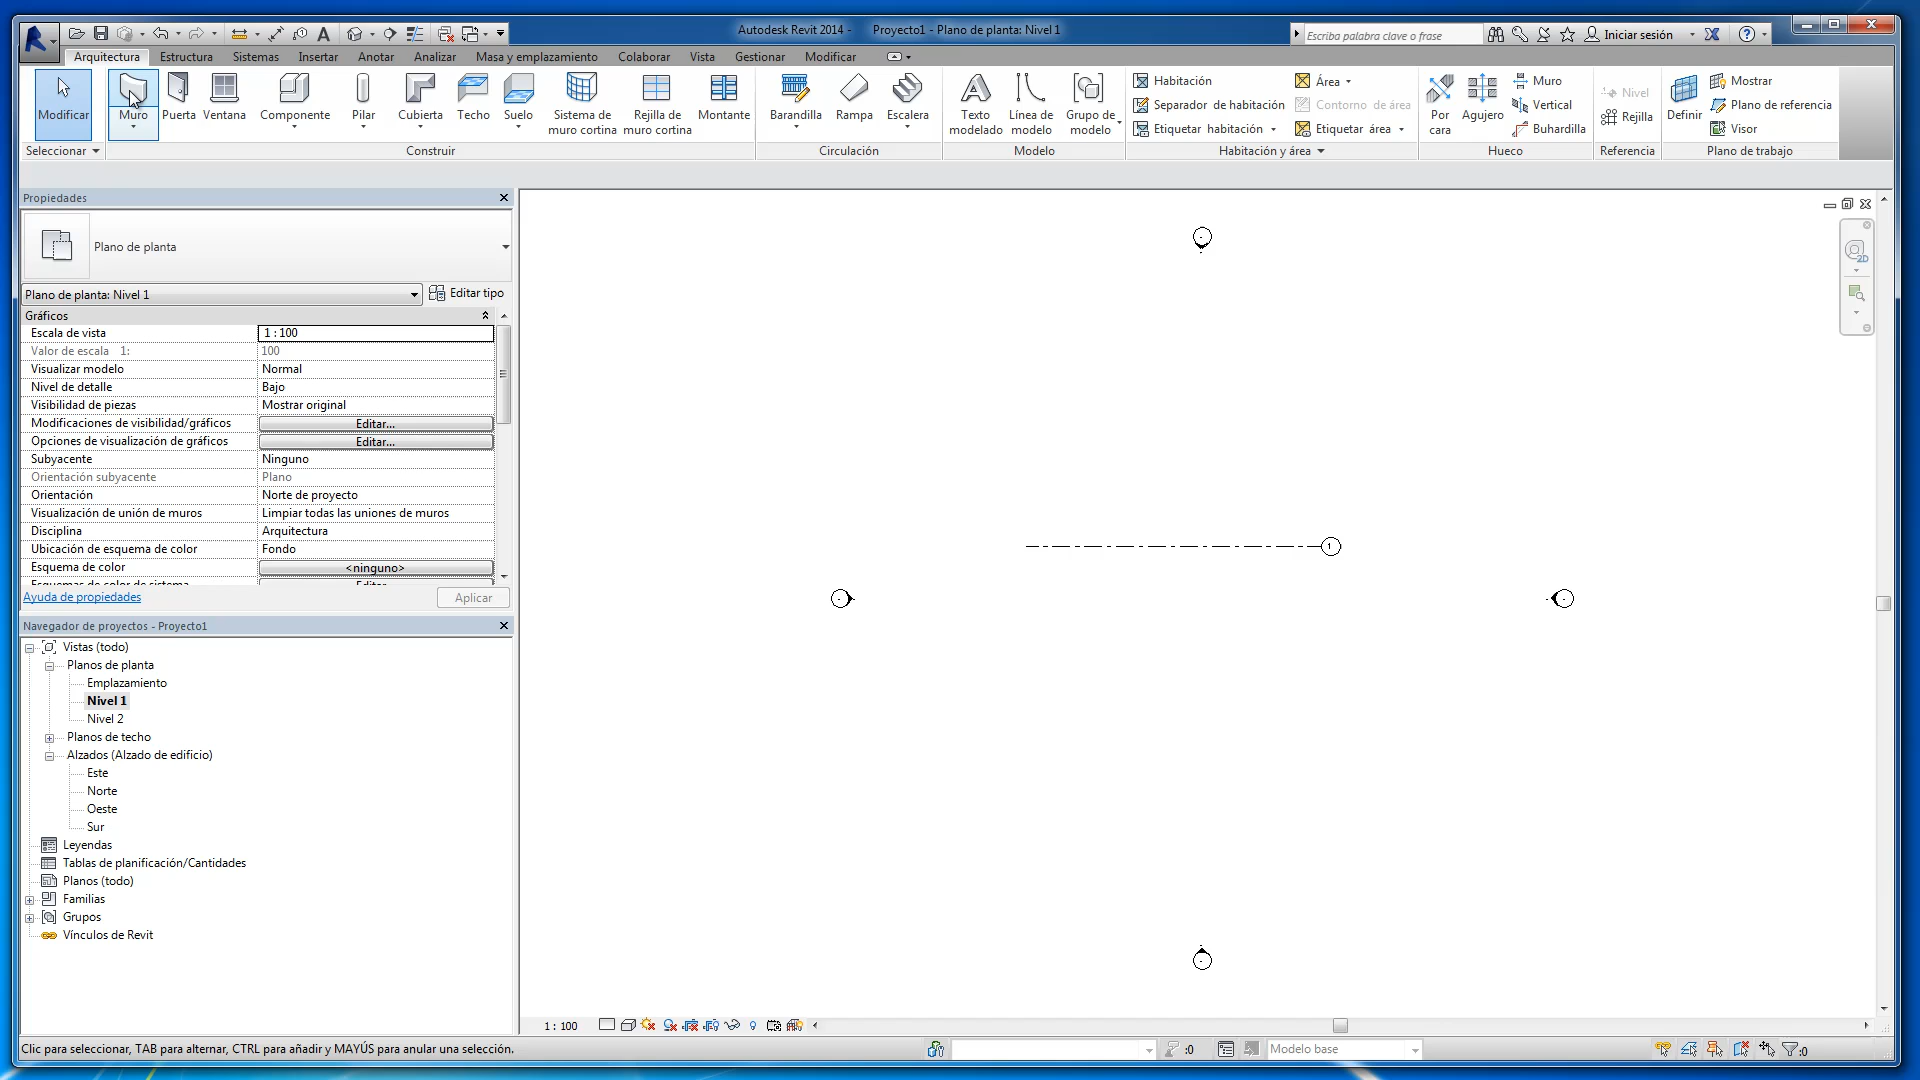 Autodesk Revit 2014 - Proyecto1 - Plano de planta: Nivel 1
Escriba palabra clave o frase
Iniciar sesión
Arquitectura Estructura Sistemas Insertar Anotar Analizar Masa y emplazamiento Colaborar Vista Gestionar Modificar
Modificar
Muro
Puerta
Ventana
Componente
Pilar
Cubierta
Techo
Suelo
Sistema de
muro cortina
Rejilla de
muro cortina
Montante
Barandilla
Rampa
Escalera
Texto
modelado
Línea de
modelo
Grupo de
modelo
Habitación
Separador de habitación
Etiquetar habitación
Área
Contorno de área
Etiquetar área
Por
cara
Agujero
Muro
Vertical
Buhardilla
Nivel
Rejilla
Definir
Mostrar
Plano de referencia
Visor
Seleccionar
Construir
Circulación
Modelo
Habitación y área
Hueco
Referencia
Plano de trabajo
Propiedades
Plano de planta
Plano de planta: Nivel 1
Editar tipo
Gráficos
Escala de vista 1 : 100
Valor de escala 1: 100
Visualizar modelo Normal
Nivel de detalle Bajo
Visibilidad de piezas Mostrar original
Modificaciones de visibilidad/gráficos Editar...
Opciones de visualización de gráficos Editar...
Subyacente Ninguno
Orientación subyacente Plano
Orientación Norte de proyecto
Visualización de unión de muros Limpiar todas las uniones de muros
Disciplina Arquitectura
Ubicación de esquema de color Fondo
Esquema de color <ninguno>
Esquemas de color de sistema Editar...
Ayuda de propiedades
Aplicar
Navegador de proyectos - Proyecto1
Vistas (todo)
Planos de planta
Emplazamiento
Nivel 1
Nivel 2
Planos de techo
Alzados (Alzado de edificio)
Este
Norte
Oeste
Sur
Leyendas
Tablas de planificación/Cantidades
Planos (todo)
Familias
Grupos
Vínculos de Revit
1
2D
1 : 100
Clic para seleccionar, TAB para alternar, CTRL para añadir y MAYÚS para anular una selección.
:0
Modelo base
:0